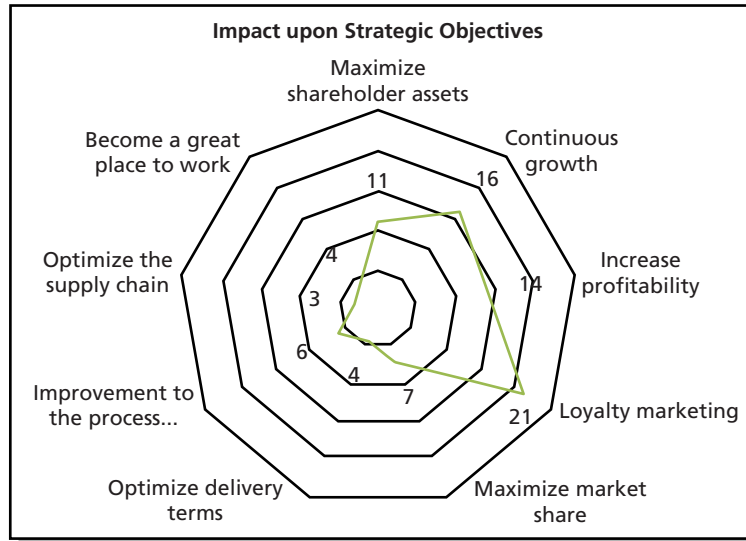 Impact upon Strategic Objectives
Maximize
shareholder assets
Become a great
place to work
Continuous
growth
11
16
4
Optimize the
supply chain
3
14
Increase
profitability
6
4
7
21
Improvement to
the process...
Loyalty marketing
Optimize delivery
terms
Maximize market
share